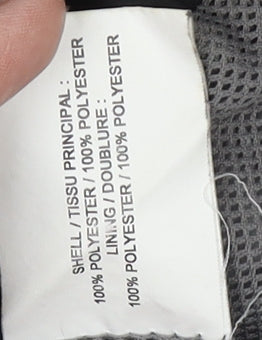 SHELL / TISSU PRINCIPAL :
100% POLYESTER / 100% POLYESTER
LINING / DOUBLURE :
100% POLYESTER / 100% POLYESTER